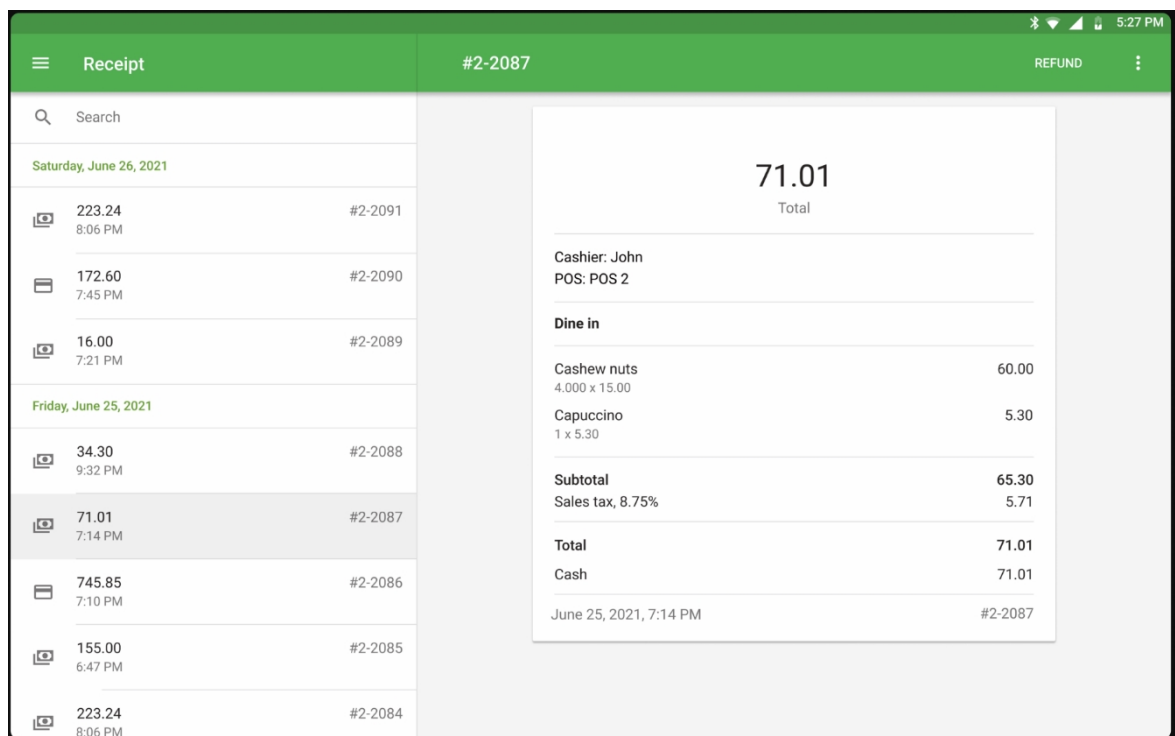 5:27 PM
Receipt
#2-2087
REFUND
Search
Saturday, June 26, 2021
223.24 #2-2091
8:06 PM
172.60 #2-2090
7:45 PM
16.00 #2-2089
7:21 PM
Friday, June 25, 2021
34.30 #2-2088
9:32 PM
71.01 #2-2087
7:14 PM
745.85 #2-2086
7:10 PM
155.00 #2-2085
6:47 PM
223.24 #2-2084
8:06 PM
71.01
Total
Cashier: John
POS: POS 2
Dine in
Cashew nuts 60.00
4.000 x 15.00
Capuccino 5.30
1 x 5.30
Subtotal 65.30
Sales tax, 8.75% 5.71
Total 71.01
Cash 71.01
June 25, 2021, 7:14 PM #2-2087